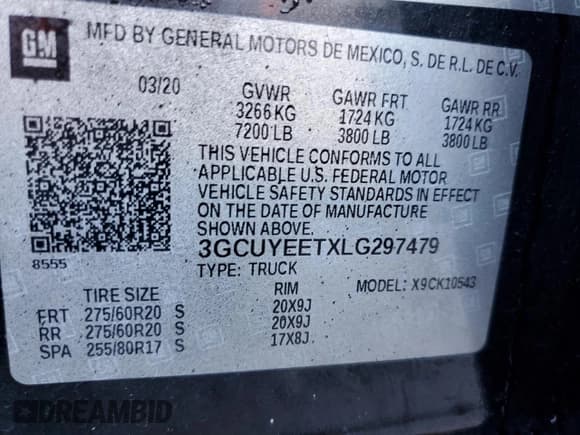 GM
MFD BY GENERAL MOTORS DE MEXICO, S. DE R.L. DE C.V.
03/20 GVWR GAWR FRT GAWR RR
3266 KG 1724 KG 1724 KG
7200 LB 3800 LB 3800 LB
THIS VEHICLE CONFORMS TO ALL
APPLICABLE U.S. FEDERAL MOTOR
VEHICLE SAFETY STANDARDS IN EFFECT
ON THE DATE OF MANUFACTURE
SHOWN ABOVE.
8555 3GCUYEETXLG297479
TYPE: TRUCK MODEL: X9CK10543
TIRE SIZE RIM
FRT 275/60R20 S 20X9J
RR 275/60R20 S 20X9J
SPA 255/80R17 S 17X8J
DREAMBID